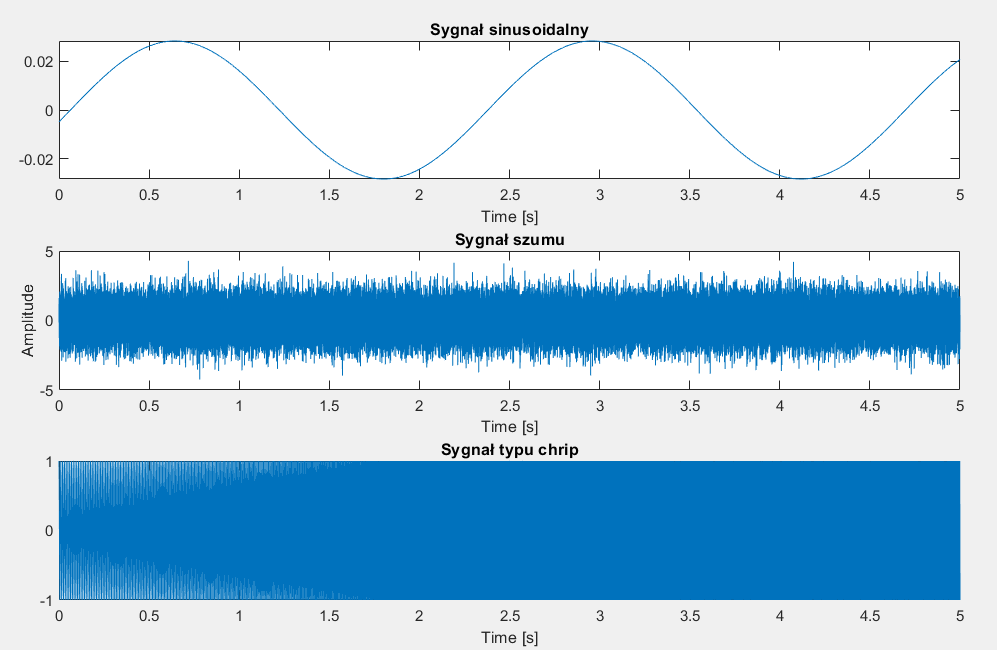 Sygnał sinusoidalny
0.02
0
-0.02
0 0.5 1 1.5 2 2.5 3 3.5 4 4.5 5
Time [s]
Sygnał szumu
Amplitude
5
0
-5
0 0.5 1 1.5 2 2.5 3 3.5 4 4.5 5
Time [s]
Sygnał typu chrip
1
0
-1
0 0.5 1 1.5 2 2.5 3 3.5 4 4.5 5
Time [s]